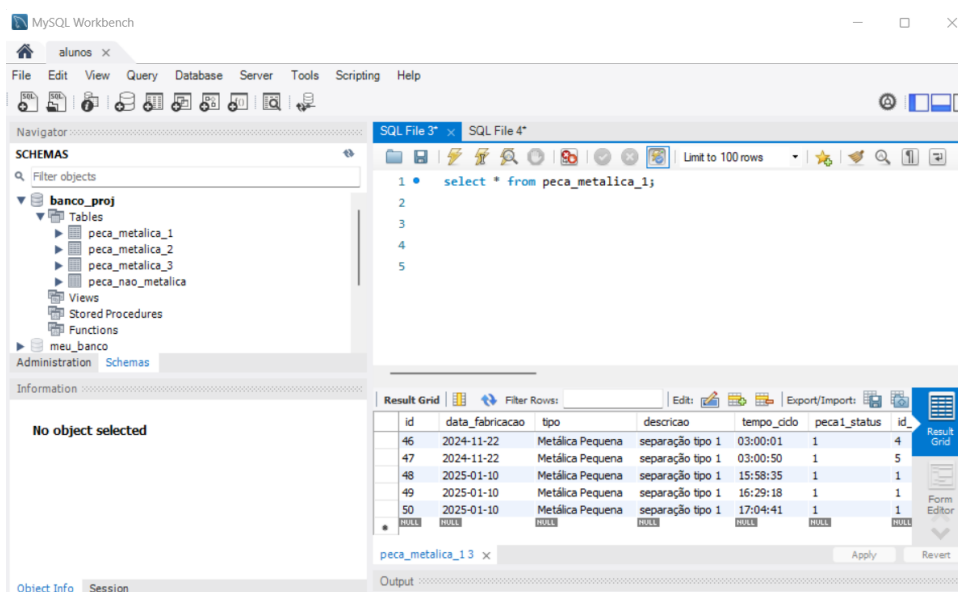 MySQL Workbench
alunos
File Edit View Query Database Server Tools Scripting Help
Navigator
SCHEMAS
Filter objects
banco_proj
Tables
peca_metalica_1
peca_metalica_2
peca_metalica_3
peca_nao_metalica
Views
Stored Procedures
Functions
meu_banco
Administration Schemas
Information
No object selected
Object Info Session
SQL File 3* SQL File 4*
Limit to 100 rows
1 select * from peca_metalica_1;
2
3
4
5
Result Grid Filter Rows: Edit: Export/Import:
id data_fabricacao tipo descricao tempo_ciclo peca1_status id_
46 2024-11-22 Metálica Pequena separação tipo 1 03:00:01 1 4
47 2024-11-22 Metálica Pequena separação tipo 1 03:00:50 1 5
48 2025-01-10 Metálica Pequena separação tipo 1 15:58:35 1 1
49 2025-01-10 Metálica Pequena separação tipo 1 16:29:18 1 1
50 2025-01-10 Metálica Pequena separação tipo 1 17:04:41 1 1
NULL NULL NULL NULL NULL NULL NULL
Result Grid
Form Editor
peca_metalica_1 3 Apply Revert
Output